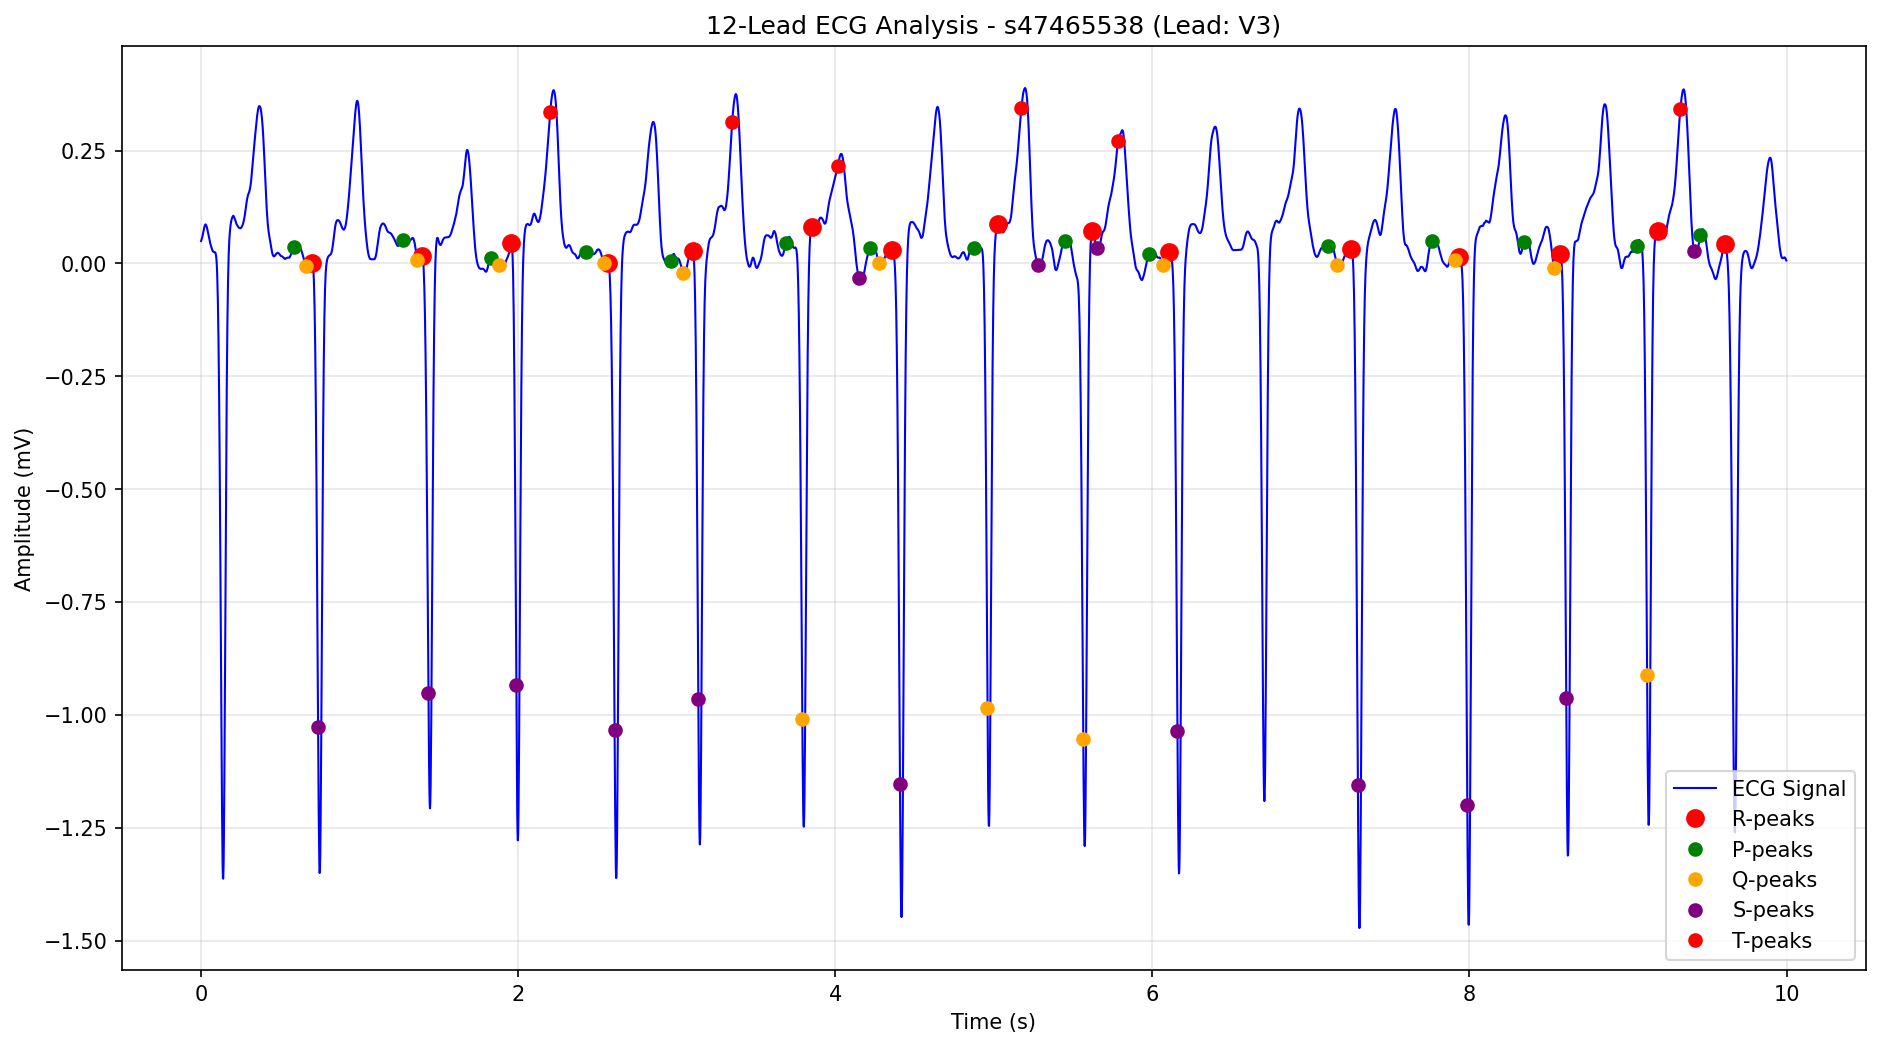 12-Lead ECG Analysis - s47465538 (Lead: V3)
Amplitude (mV)
0.25
0.00
−0.25
−0.50
−0.75
−1.00
−1.25
−1.50
ECG Signal
R-peaks
P-peaks
Q-peaks
S-peaks
T-peaks
0 2 4 6 8 10
Time (s)